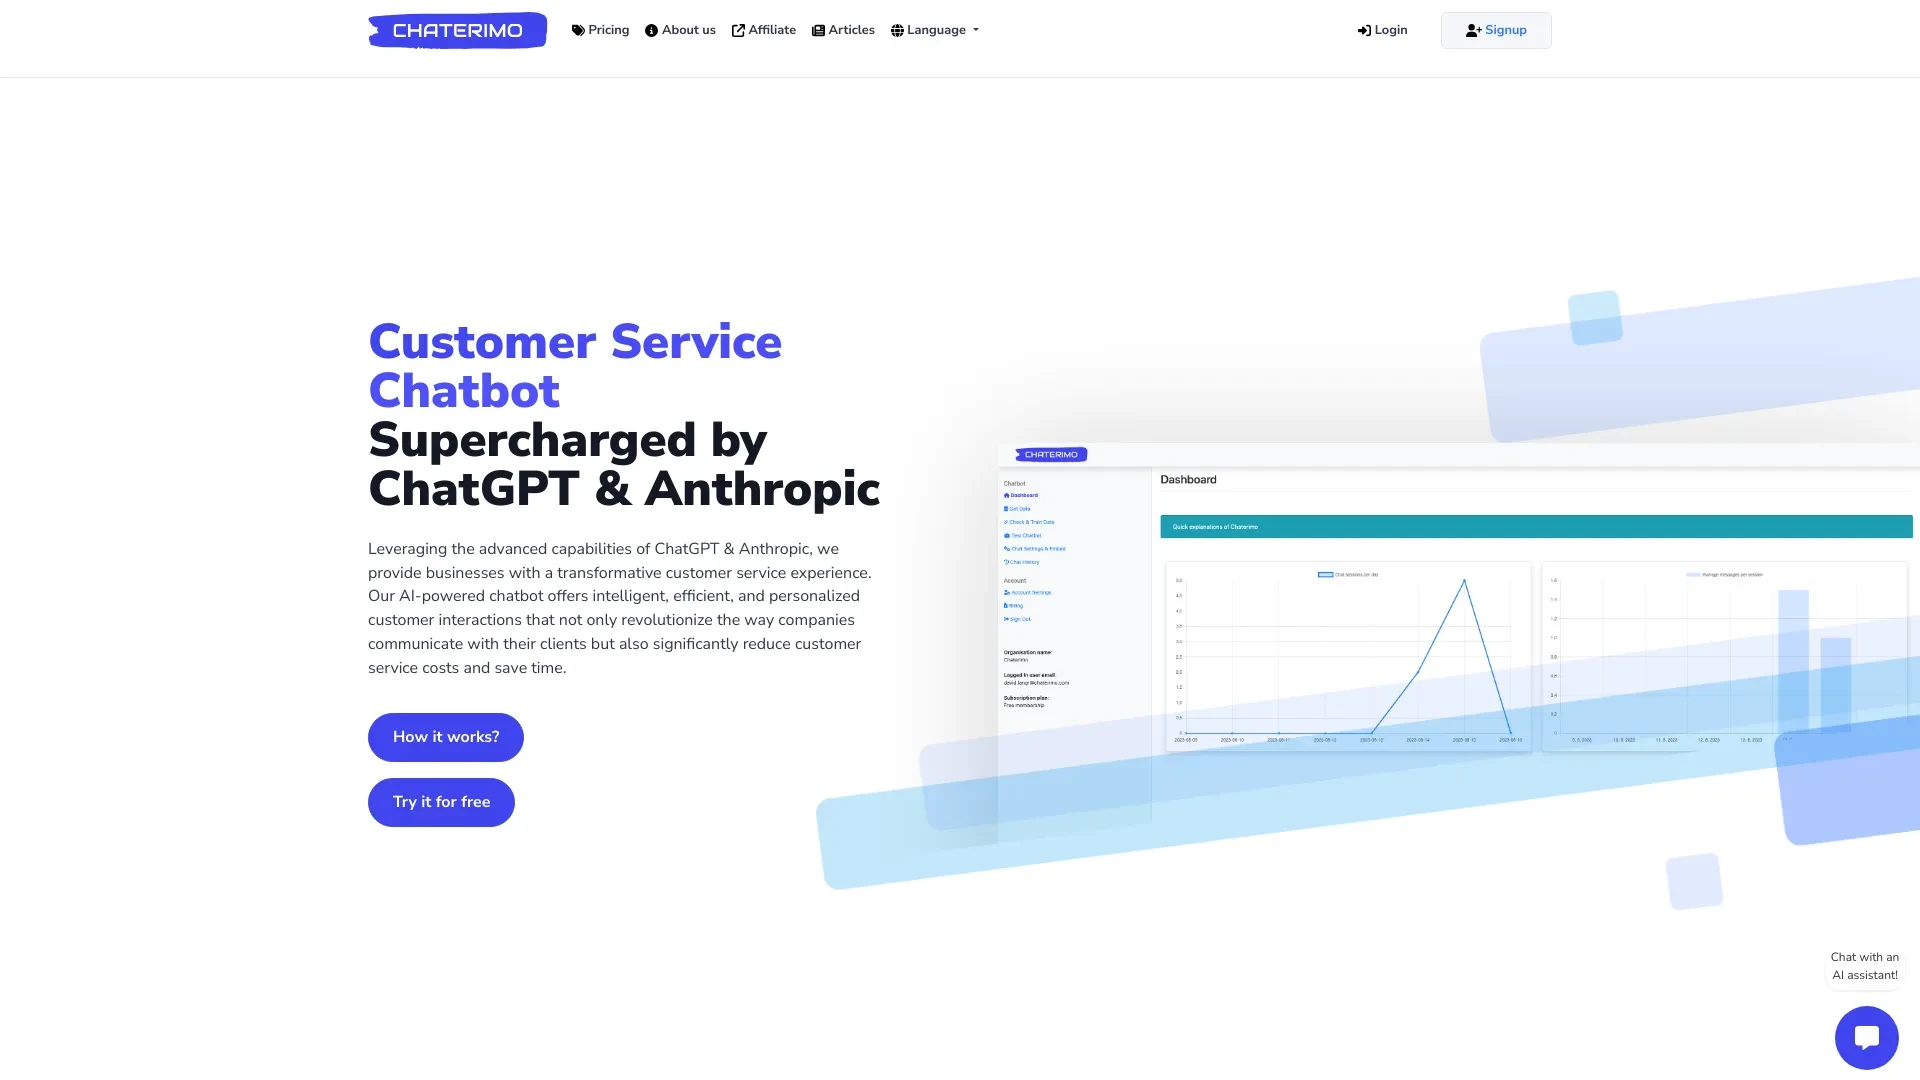 CHATERIMO
Pricing
About us
Affiliate
Articles
Language
Login
Signup
Customer Service
Chatbot
Supercharged by
ChatGPT & Anthropic
Leveraging the advanced capabilities of ChatGPT & Anthropic, we
provide businesses with a transformative customer service experience.
Our AI-powered chatbot offers intelligent, efficient, and personalized
customer interactions that not only revolutionize the way companies
communicate with their clients but also significantly reduce customer
service costs and save time.
How it works?
Try it for free
CHATERIMO
Chatbot
Dashboard
Get Data
Check & Train Data
Test Chatbot
Chat Settings & Embed
Chat History
Account
Account Settings
Billing
Sign Out
Organisation name:
Chaterimo
Logged in user email:
Subscription plan:
Free membership
Dashboard
Quick explanations of Chaterimo
Chat sessions per day
Average messages per session
Chat with an
AI assistant!